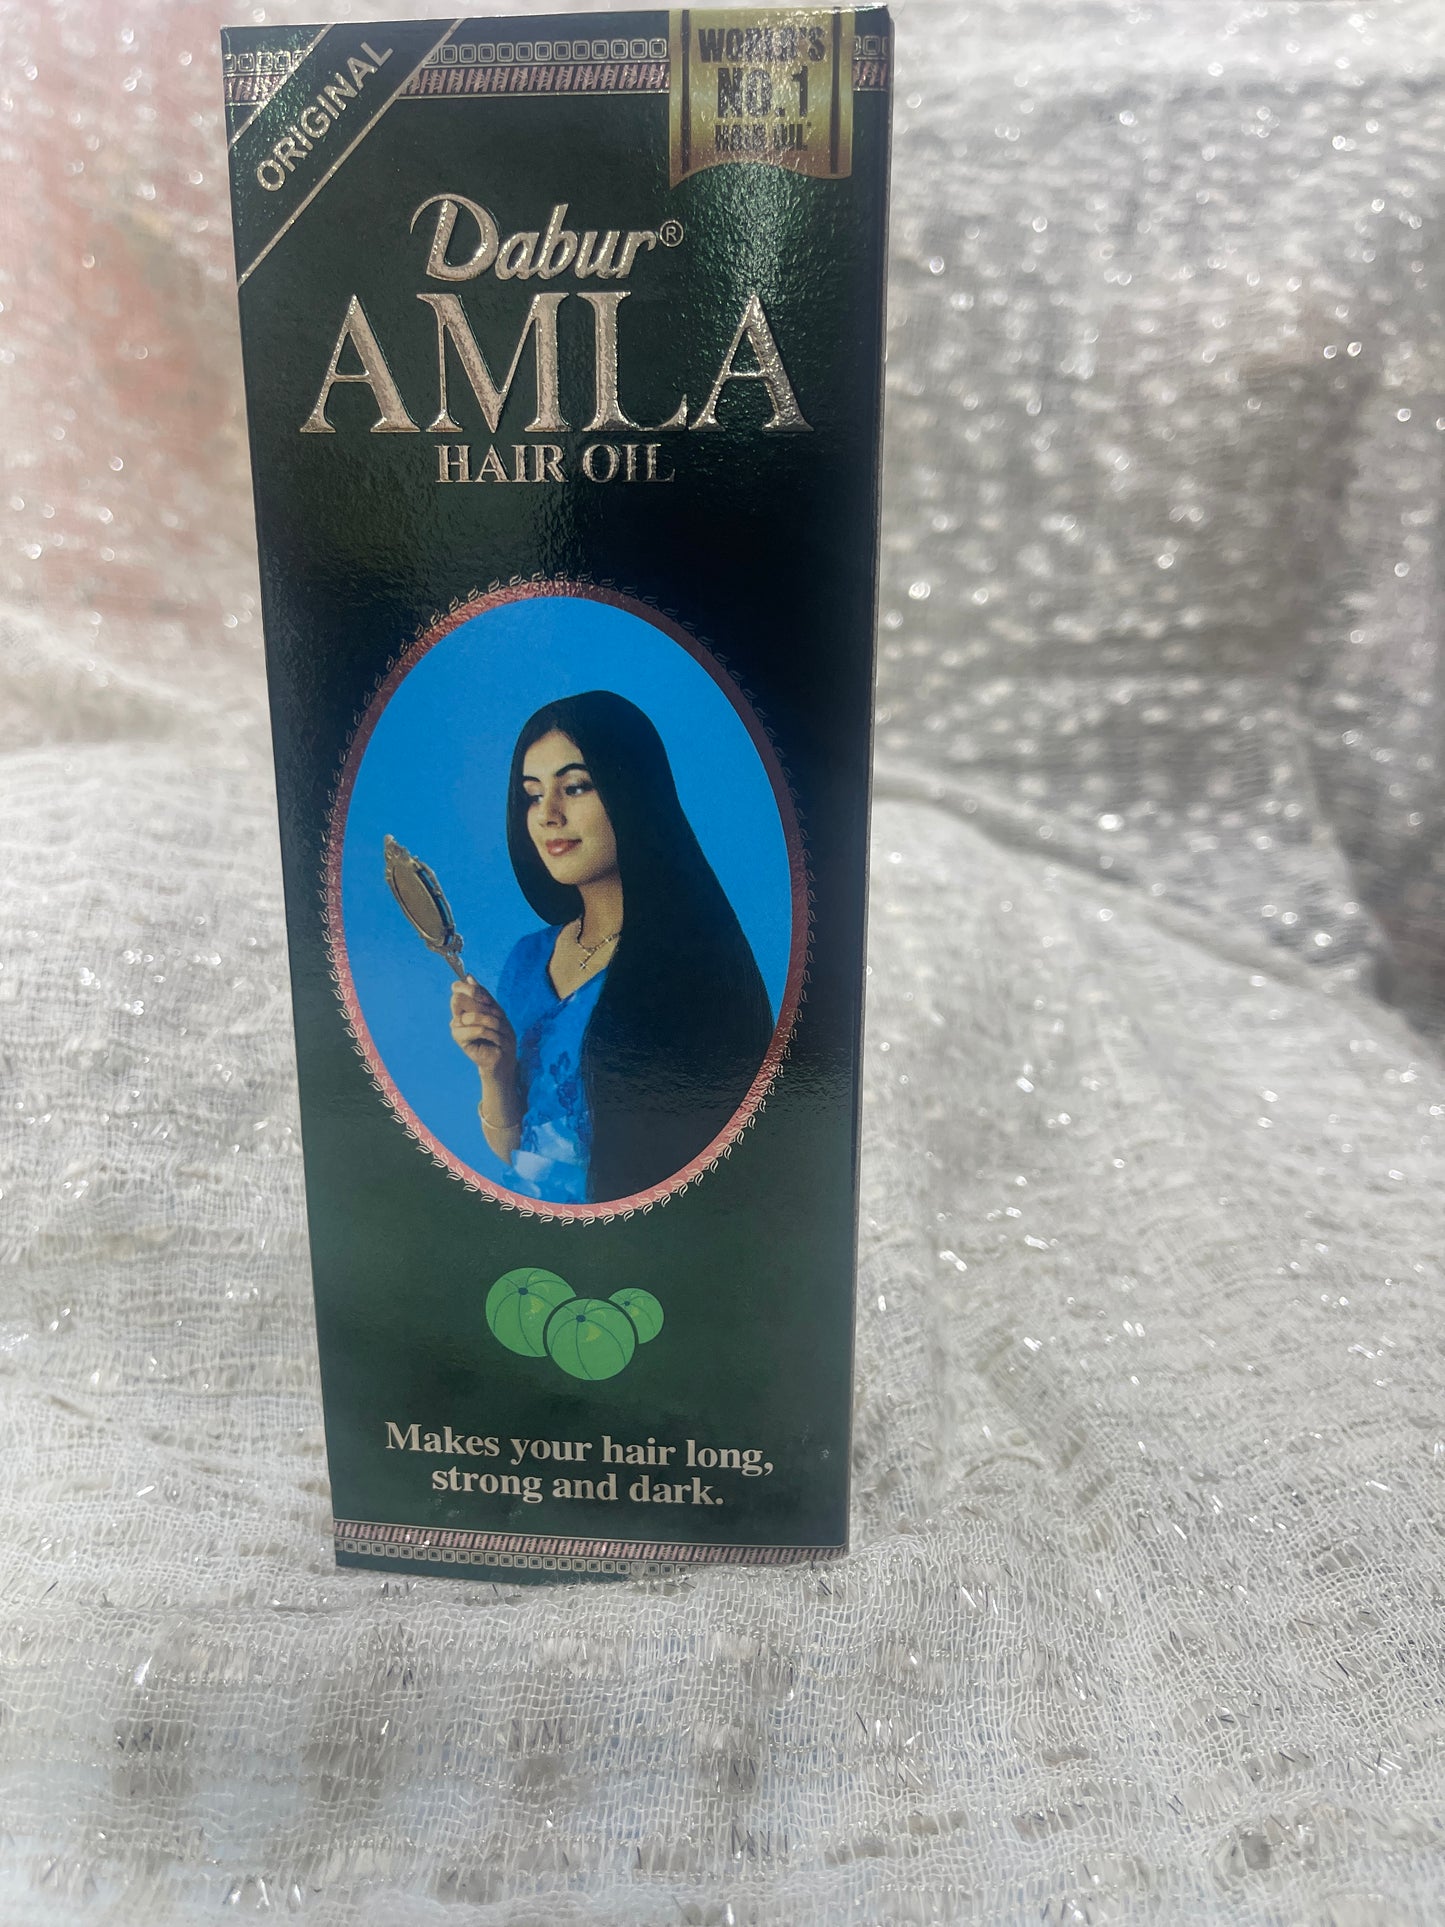 ORIGINAL
WORLD'S
NO.1
HAIR OIL*
Dabur®
AMLA
HAIR OIL
Makes your hair long,
strong and dark.